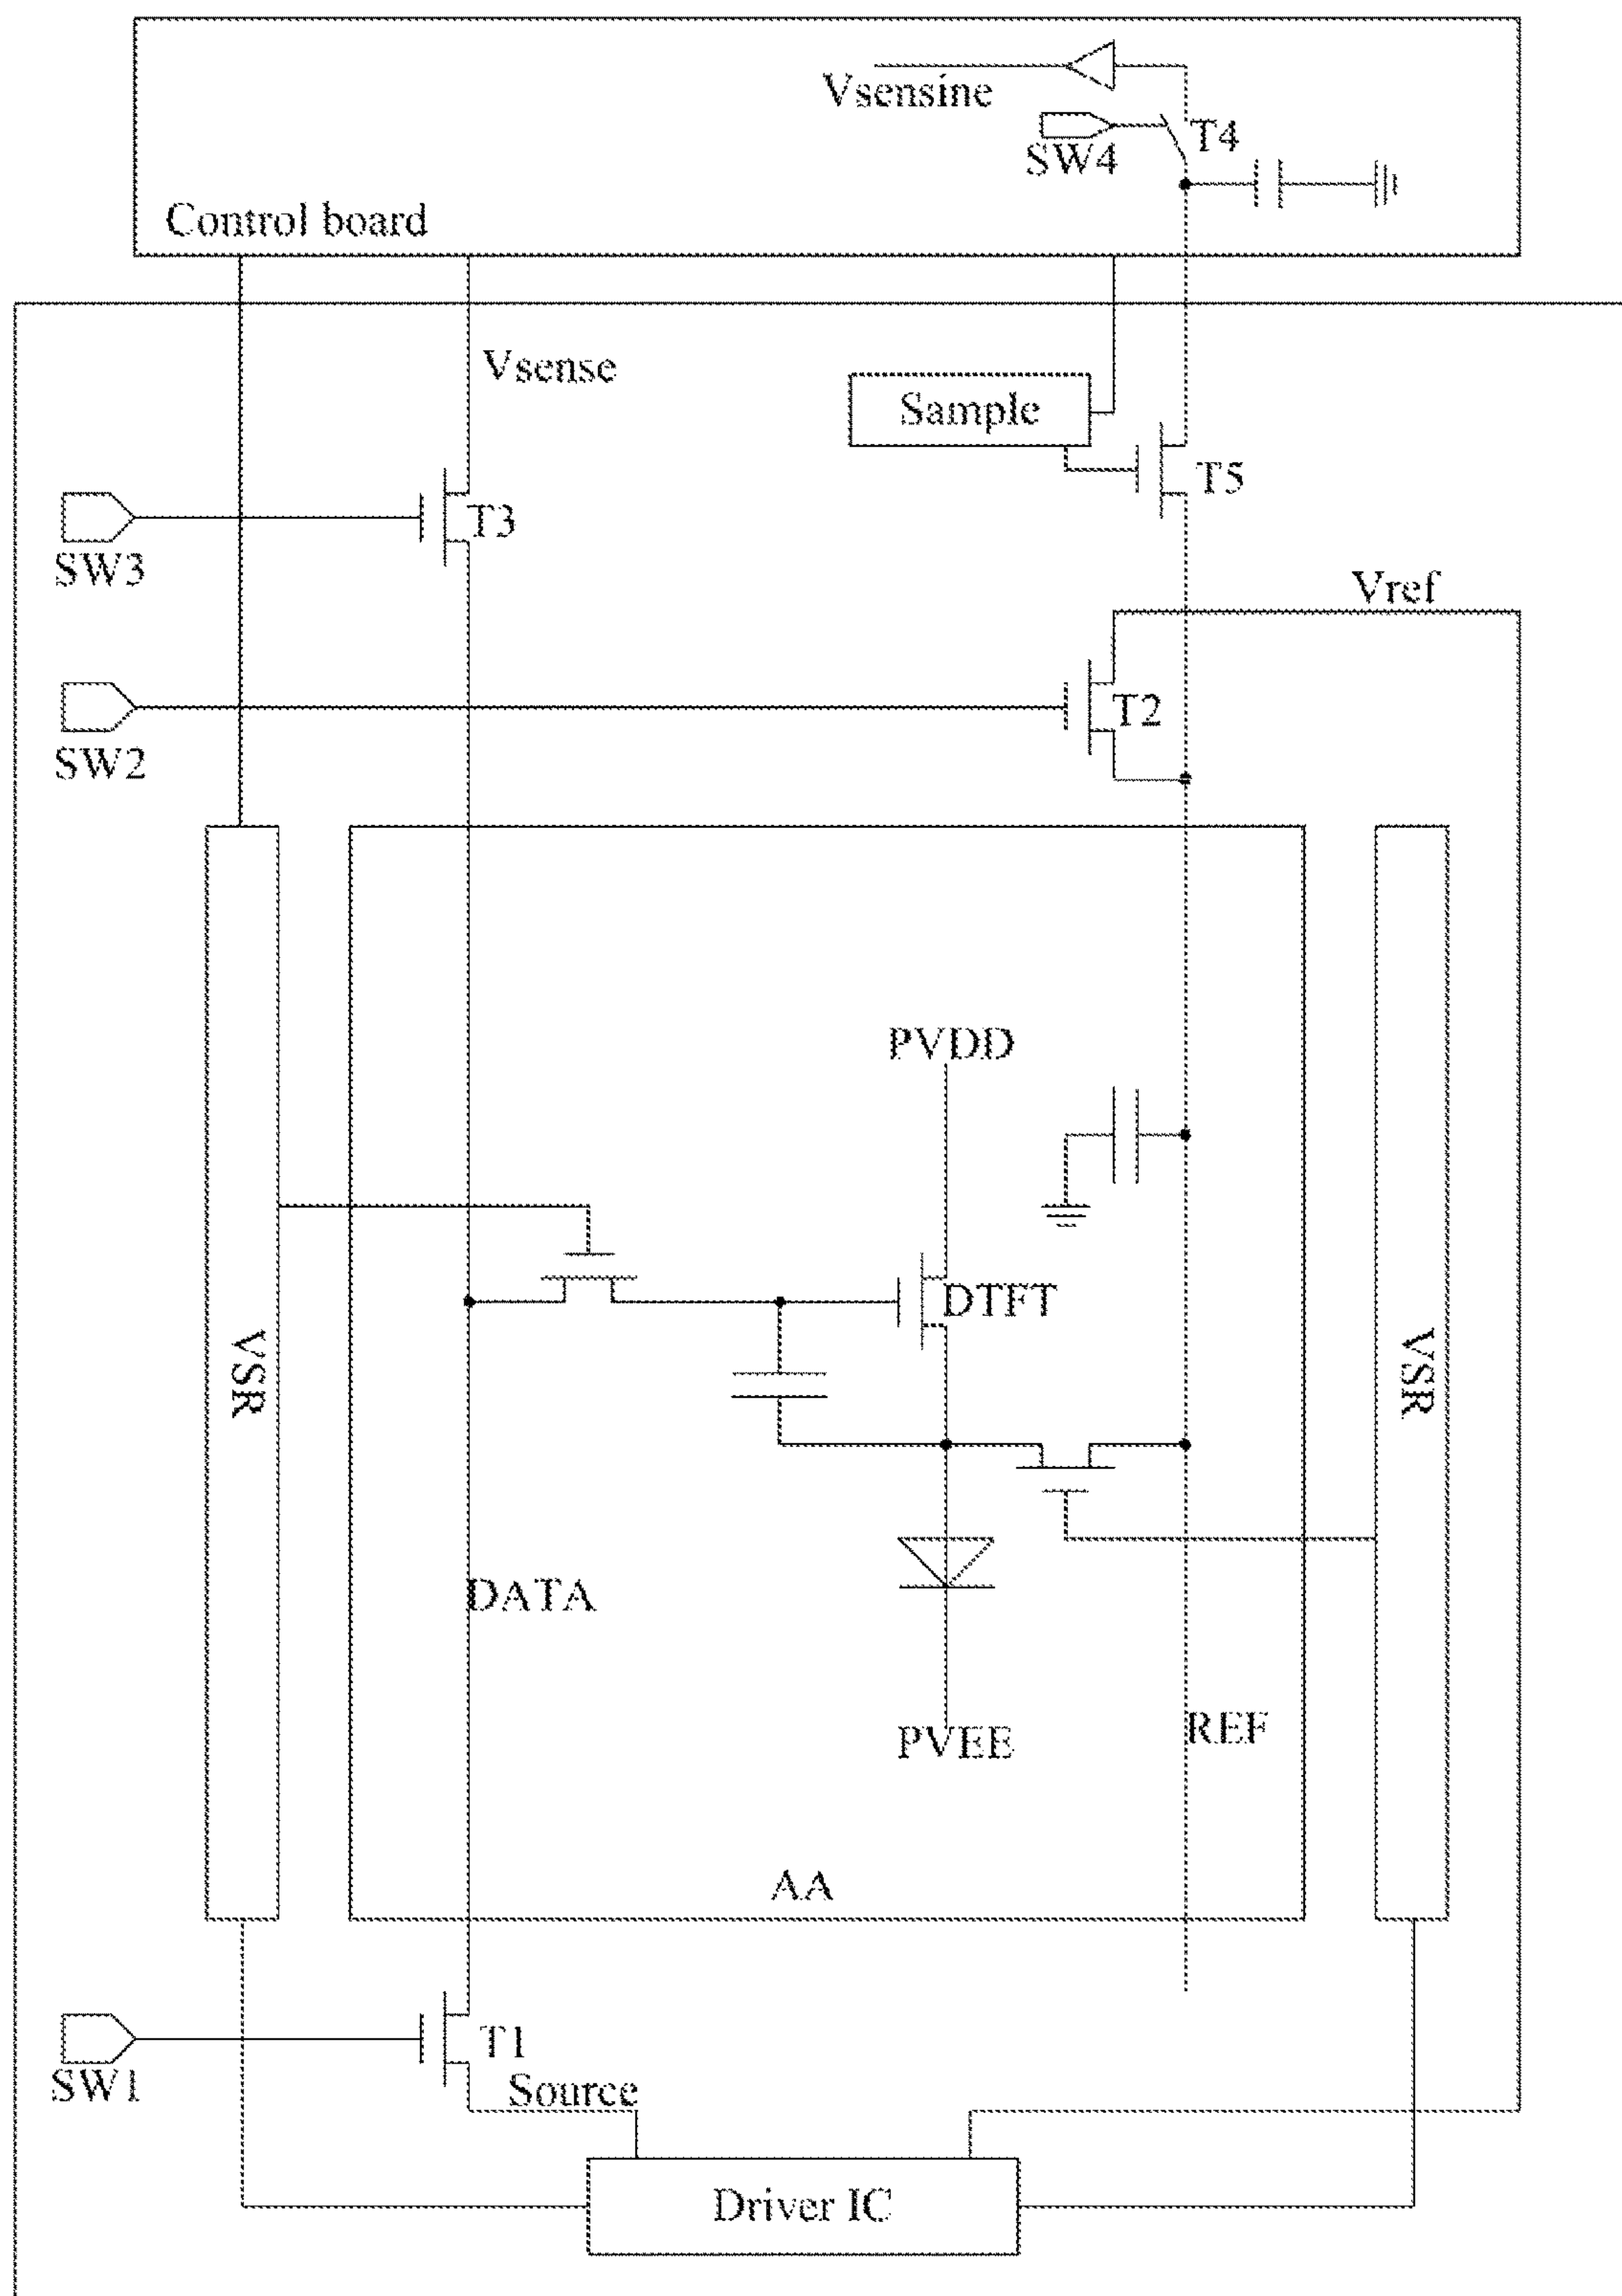 Vsensine
T4
SW4
Control board
Vsense
Sample
T5
T3
SW3
Vref
T2
SW2
PVDD
DTFT
VSR
VSR
DATA
REF
PVEE
AA
T1
SW1
Source
Driver IC